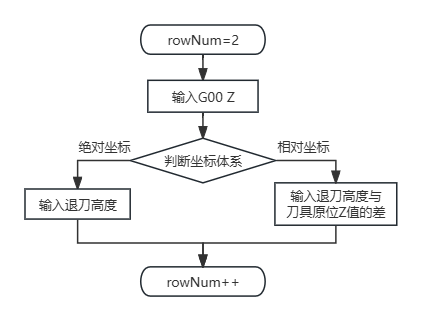 rowNum=2
输入G00 Z
绝对坐标
判断坐标体系
相对坐标
输入退刀高度
输入退刀高度与
刀具原位Z值的差
rowNum++